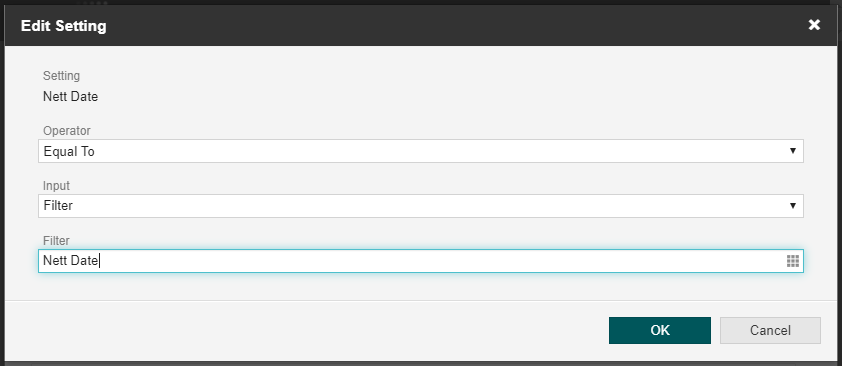 Edit Setting
Setting
Nett Date
Operator
Equal To
Input
Filter
Filter
Nett Date
OK Cancel